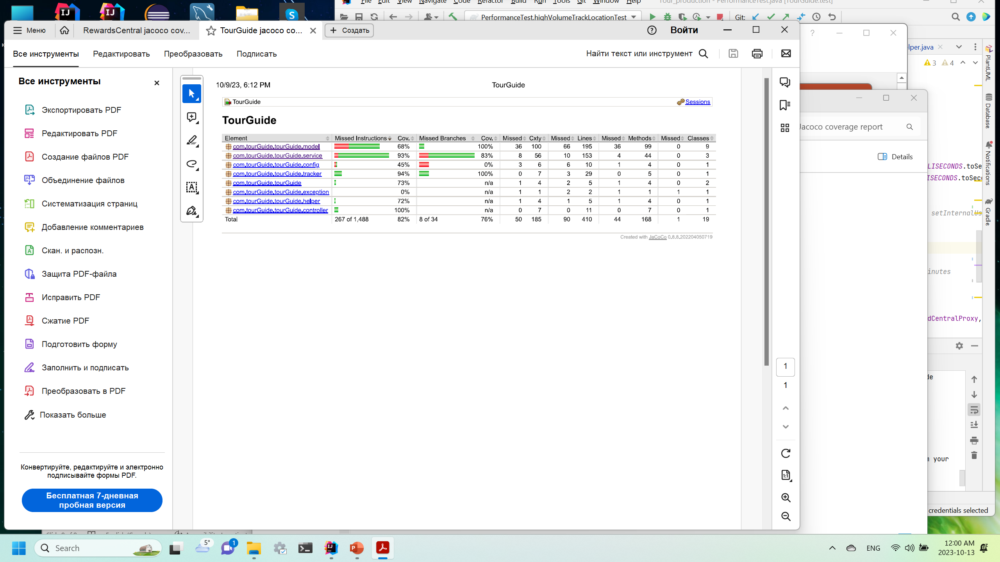 File Edit View Navigate Code Refactor Build Run Tools Git Window Help Tour_production - PerformanceTest.java [TourGuide.test]
PerformanceTest.highVolumeTrackLocationTest Git:
Меню RewardsCentral jacoco cov... TourGuide jacoco co... Создать Войти
Все инструменты Редактировать Преобразовать Подписать Найти текст или инструмент
lper.java
3 4
Все инструменты
Экспортировать PDF
Редактировать PDF
Создание файлов PDF
Объединение файлов
Систематизация страниц
Добавление комментариев
Скан. и распозн.
Защита PDF-файла
Исправить PDF
Сжатие PDF
Подготовить форму
Заполнить и подписать
Преобразовать в PDF
Показать больше
Конвертируйте, редактируйте и электронно
подписывайте формы PDF.
Бесплатная 7-дневная
пробная версия
10/9/23, 6:12 PM TourGuide
TourGuide Sessions
TourGuide
Element Missed Instructions Cov. Missed Branches Cov. Missed Cxty Missed Lines Missed Methods Missed Classes
com.tourGuide.tourGuide.model 68% 100% 36 100 66 195 36 99 0 9
com.tourGuide.tourGuide.service 93% 83% 8 56 10 153 4 44 0 3
com.tourGuide.tourGuide.config 45% 0% 3 6 6 10 1 4 0 1
com.tourGuide.tourGuide.tracker 94% 100% 0 7 3 29 0 5 0 1
com.tourGuide.tourGuide 73% n/a 1 4 2 5 1 4 0 2
com.tourGuide.tourGuide.exception 0% n/a 1 1 2 2 1 1 1 1
com.tourGuide.tourGuide.helper 72% n/a 1 4 1 5 1 4 0 1
com.tourGuide.tourGuide.controller 100% n/a 0 7 0 11 0 7 0 1
Total 267 of 1,488 82% 8 of 34 76% 50 185 90 410 44 168 1 19
Created with JaCoCo 0.8.8.202204050719
1
1
Jacoco coverage report
Details
LISECONDS.toSe
ISECONDS.toSeco
setInternalUs
inutes
dCentralProxy,
de
your
credentials selected
PlantUML
Database
Notifications
Gradle
Search 5° 1 ENG 12:00 AM
2023-10-13